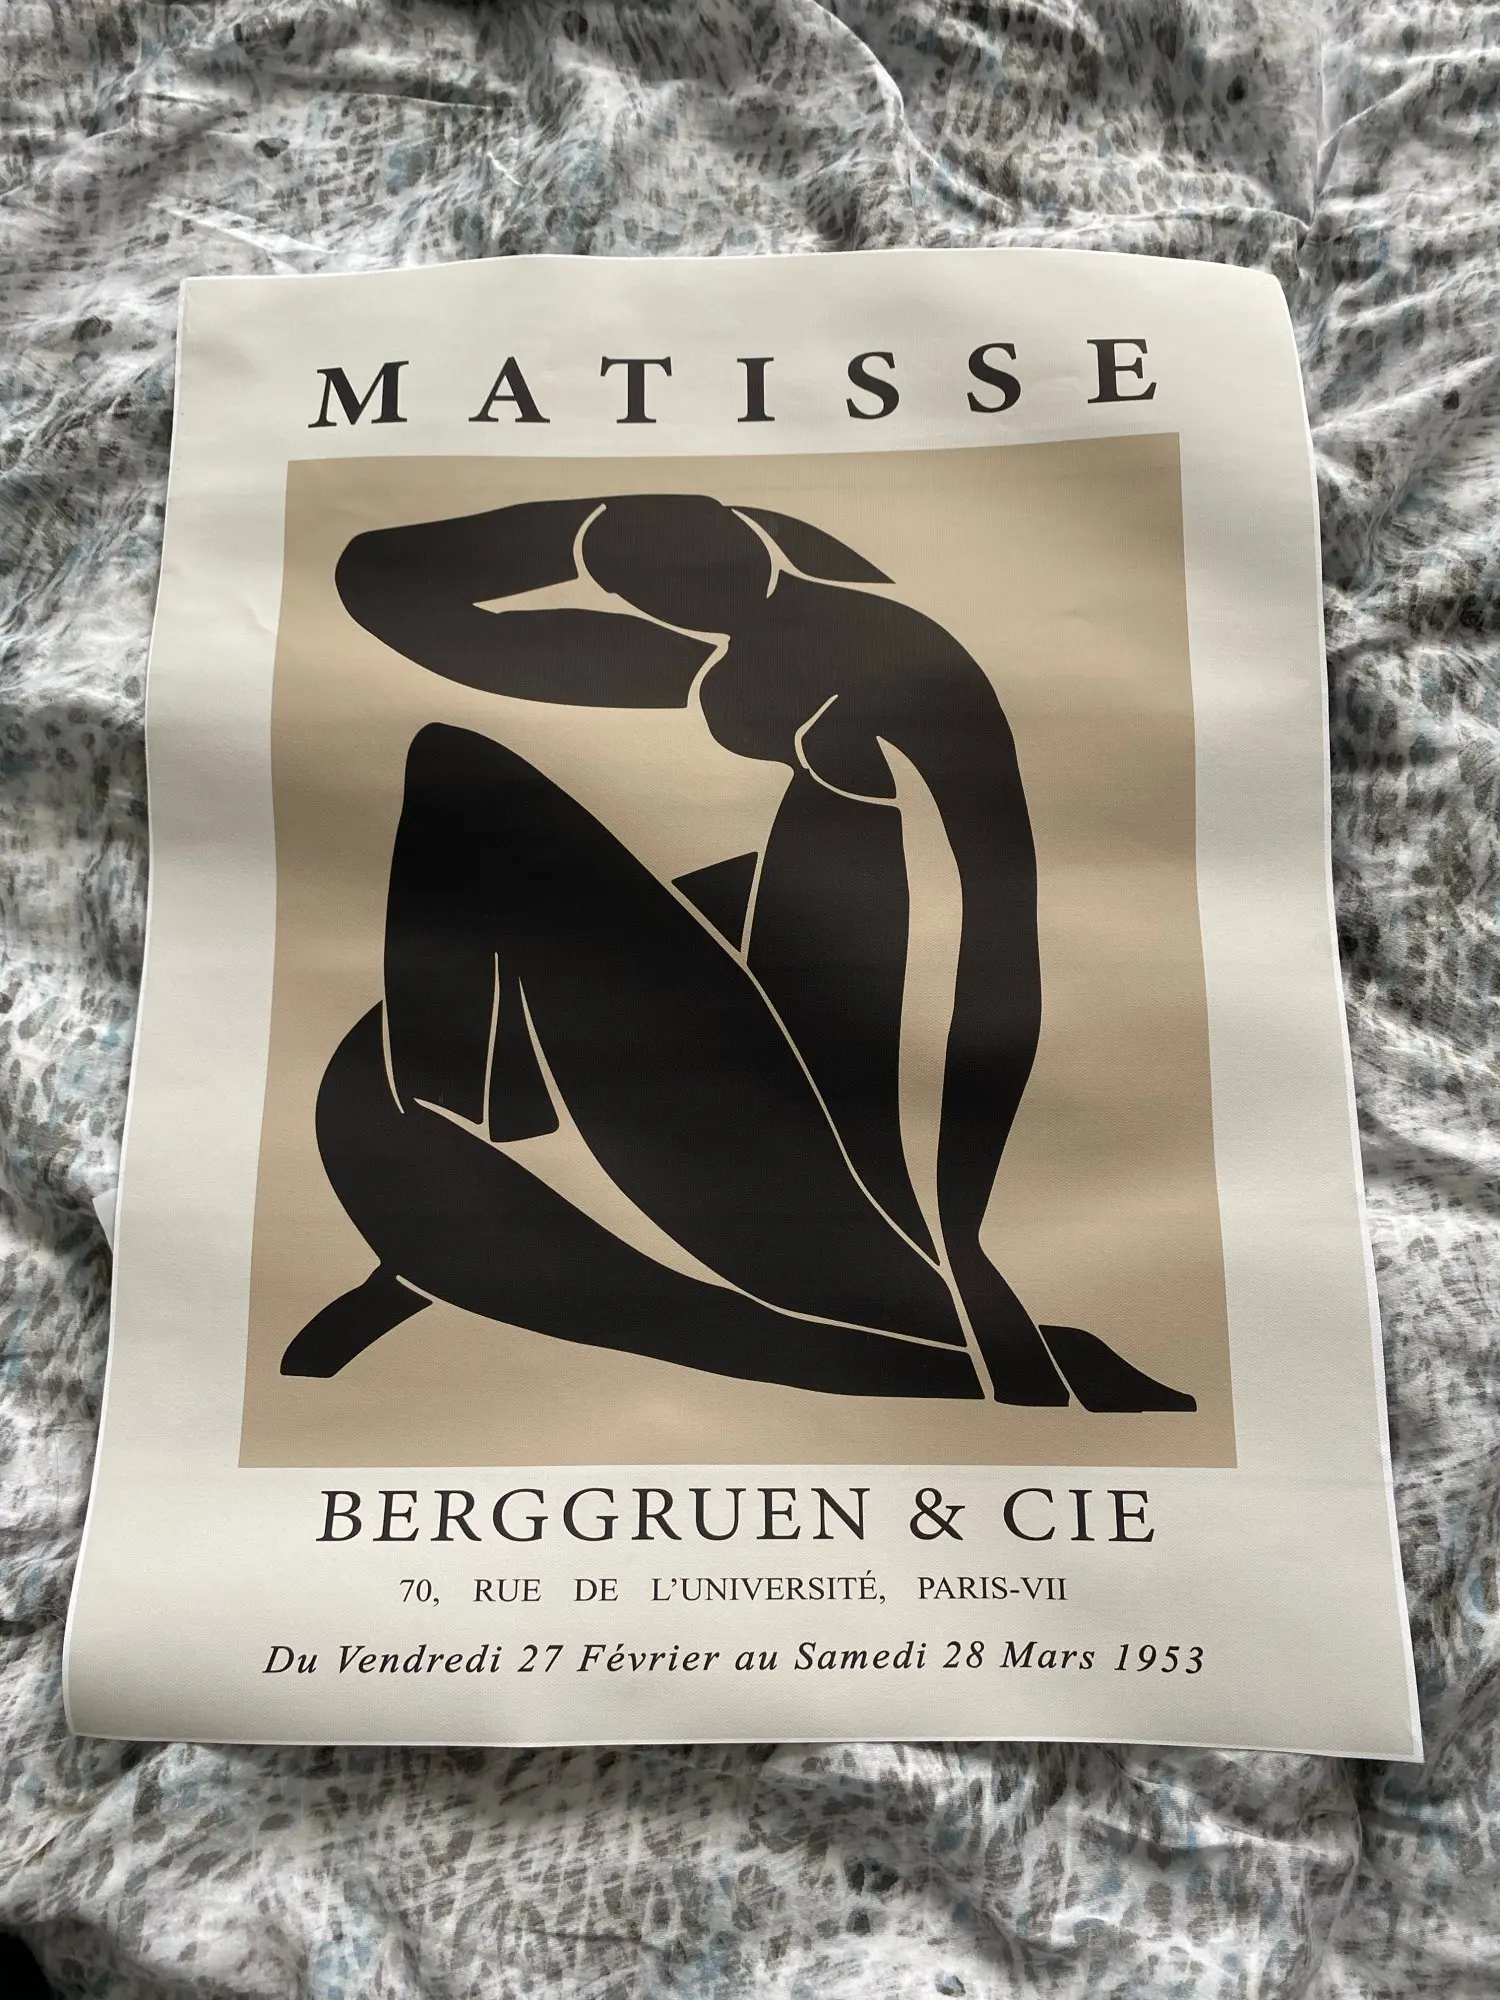 MATISSE
BERGGRUEN & CIE
70, RUE DE L'UNIVERSITÉ, PARIS-VII
Du Vendredi 27 Février au Samedi 28 Mars 1953